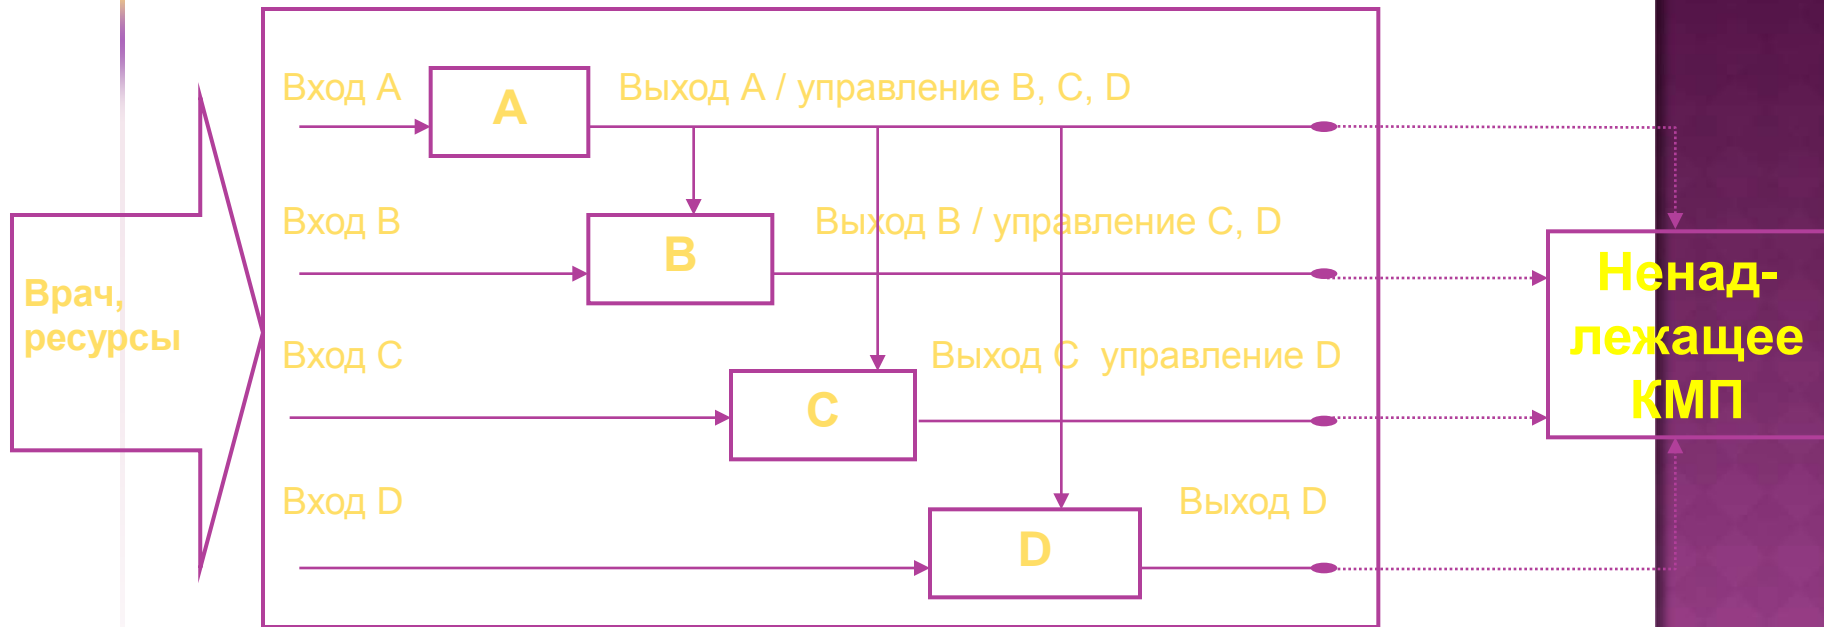 Вход A
A
Выход A / управление B, C, D
Вход B
B
Выход B / управление C, D
Врач,
ресурсы
Ненад-
лежащее
КМП
Вход C
C
Выход C управление D
Вход D
D
Выход D